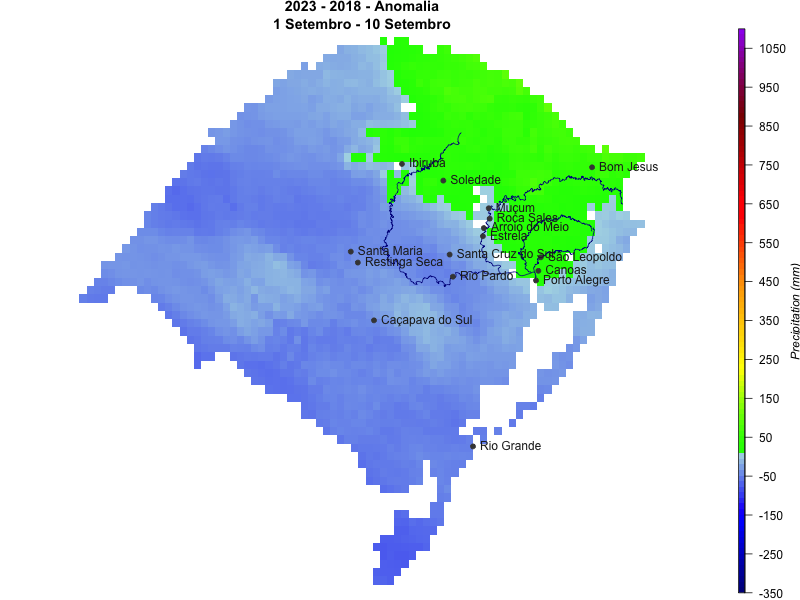 2023 - 2018 - Anomalia
1 Setembro - 10 Setembro
1050
950
850
750
650
550
450
350
250
150
50
-50
-150
-250
-350
Precipitation (mm)
Ibirubá
Bom Jesus
Soledade
Muçum
Roca Sales
Arroio do Meio
Estrela
Santa Maria
Santa Cruz do Sul
São Leopoldo
Restinga Seca
Canoas
Rio Pardo
Porto Alegre
Caçapava do Sul
Rio Grande